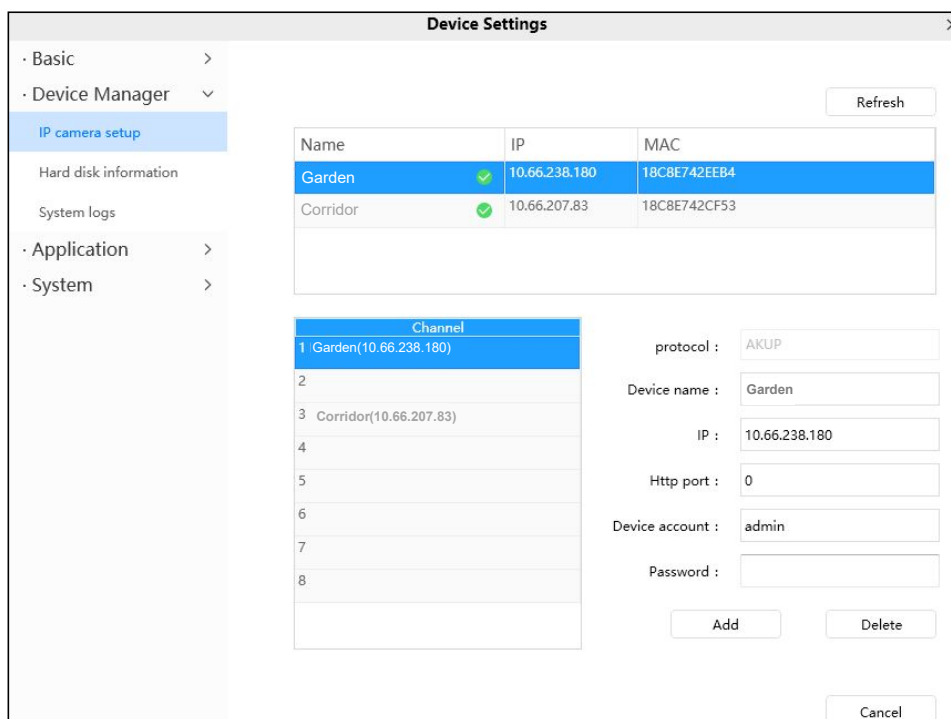 Device Settings
· Basic
· Device Manager
IP camera setup
Hard disk information
System logs
· Application
· System
Refresh
Name IP MAC
Garden 10.66.238.180 18C8E742EEB4
Corridor 10.66.207.83 18C8E742CF53
Channel
1 Garden(10.66.238.180)
2
3 Corridor(10.66.207.83)
4
5
6
7
8
protocol : AKUP
Device name : Garden
IP : 10.66.238.180
Http port : 0
Device account : admin
Password :
Add Delete
Cancel